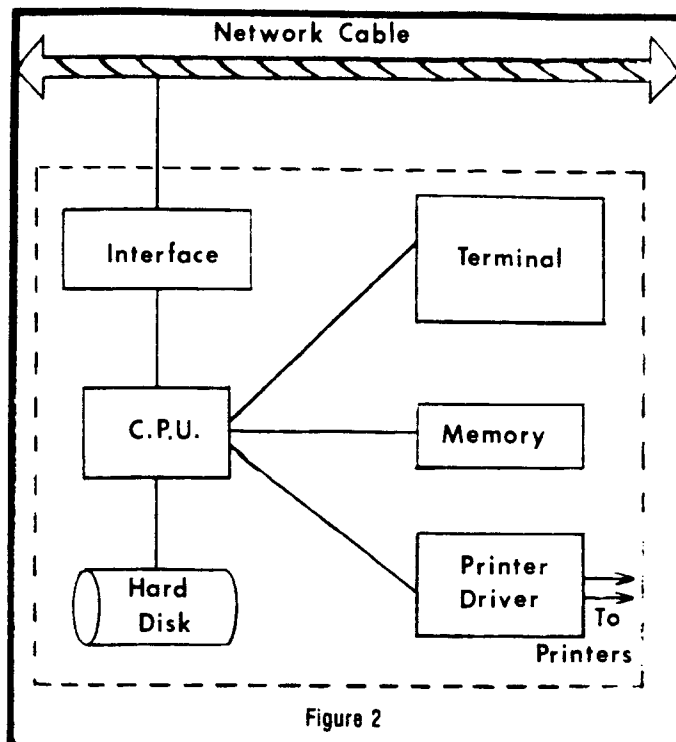 Network Cable
Interface
Terminal
C.P.U.
Memory
Hard
Disk
Printer
Driver
To
Printers
Figure 2